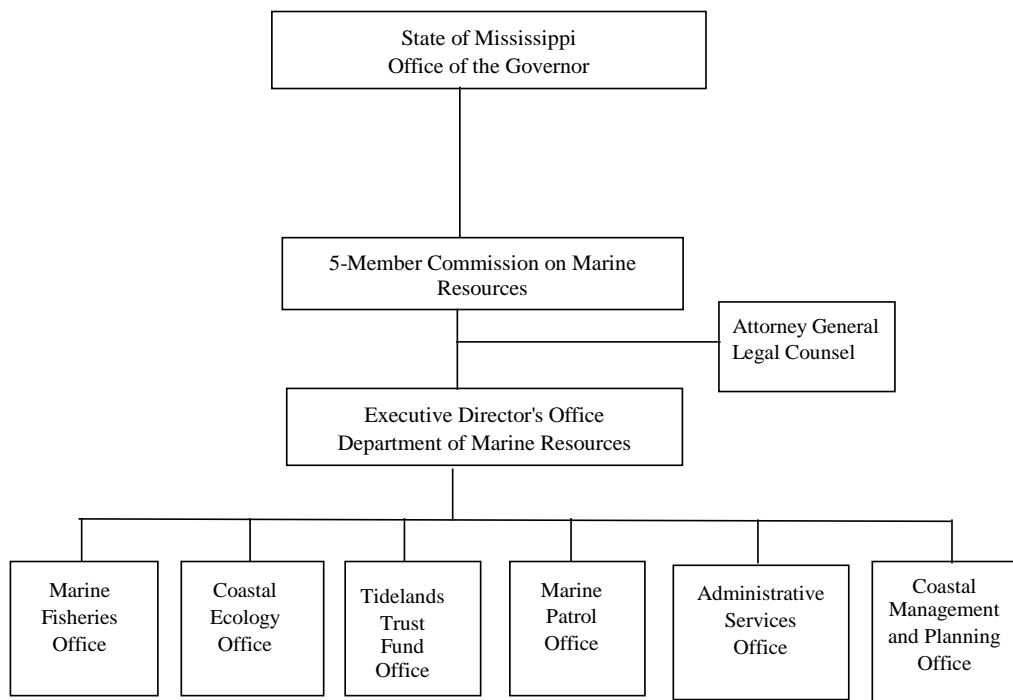 State of Mississippi
Office of the Governor
5-Member Commission on Marine
Resources
Attorney General
Legal Counsel
Executive Director's Office
Department of Marine Resources
Marine
Fisheries
Office
Coastal
Ecology
Office
Tidelands
Trust
Fund
Office
Marine
Patrol
Office
Administrative
Services
Office
Coastal
Management
and Planning
Office